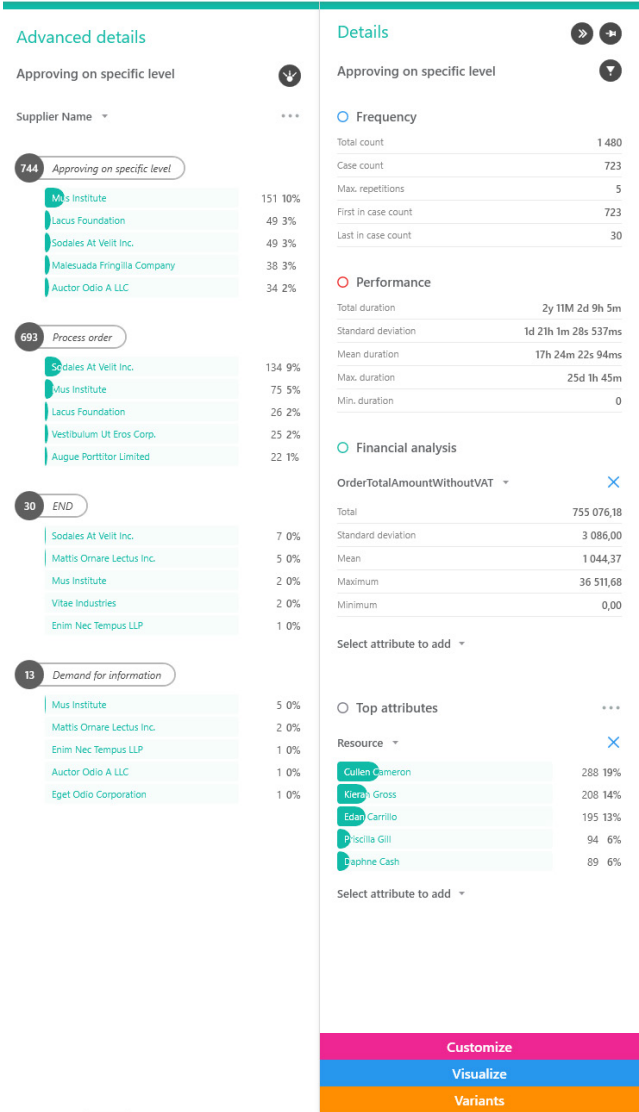 Advanced details
Approving on specific level
Supplier Name
744 Approving on specific level
Mus Institute 151 10%
Lacus Foundation 49 3%
Sodales At Velit Inc. 49 3%
Malesuada Fringilla Company 38 3%
Auctor Odio A LLC 34 2%
693 Process order
Sodales At Velit Inc. 134 9%
Mus Institute 75 5%
Lacus Foundation 26 2%
Vestibulum Ut Eros Corp. 25 2%
Augue Porttitor Limited 22 1%
30 END
Sodales At Velit Inc. 7 0%
Mattis Ornare Lectus Inc. 5 0%
Mus Institute 2 0%
Vitae Industries 2 0%
Enim Nec Tempus LLP 1 0%
13 Demand for information
Mus Institute 5 0%
Mattis Ornare Lectus Inc. 2 0%
Enim Nec Tempus LLP 1 0%
Auctor Odio A LLC 1 0%
Eget Odio Corporation 1 0%
Details
Approving on specific level
Frequency
Total count 1 480
Case count 723
Max. repetitions 5
First in case count 723
Last in case count 30
Performance
Total duration 2y 11M 2d 9h 5m
Standard deviation 1d 21h 1m 28s 537ms
Mean duration 17h 24m 22s 94ms
Max. duration 25d 1h 45m
Min. duration 0
Financial analysis
OrderTotalAmountWithoutVAT
Total 755 076,18
Standard deviation 3 086,00
Mean 1 044,37
Maximum 36 511,68
Minimum 0,00
Select attribute to add
Top attributes
Resource
Cullen Cameron 288 19%
Kieran Gross 208 14%
Edan Carrillo 195 13%
Priscilla Gill 94 6%
Daphne Cash 89 6%
Select attribute to add
Customize
Visualize
Variants